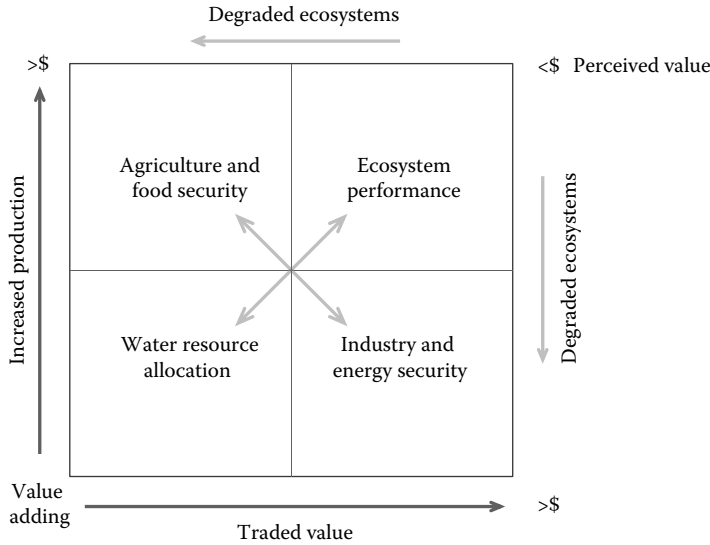 Degraded ecosystems
>$
<$ Perceived value
Agriculture and
food security
Ecosystem
performance
Increased production
Degraded ecosystems
Water resource
allocation
Industry and
energy security
Value
adding
>$
Traded value